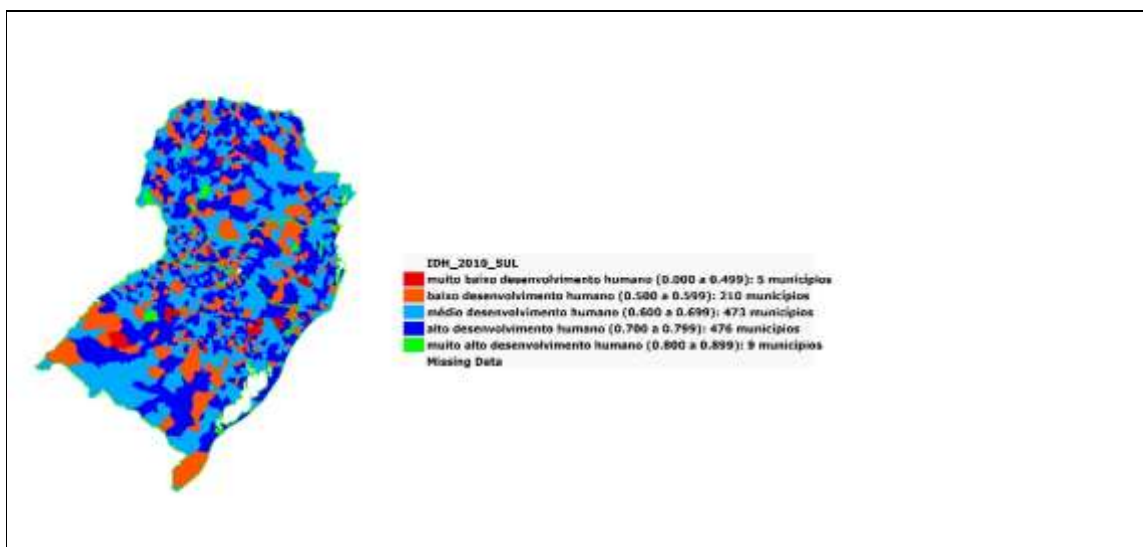 IDH_2010_SUL
muito baixo desenvolvimento humano (0.000 a 0.499): 5 municípios
baixo desenvolvimento humano (0.500 a 0.599): 210 municípios
médio desenvolvimento humano (0.600 a 0.699): 473 municípios
alto desenvolvimento humano (0.700 a 0.799): 476 municípios
muito alto desenvolvimento humano (0.800 a 0.899): 9 municípios
Missing Data